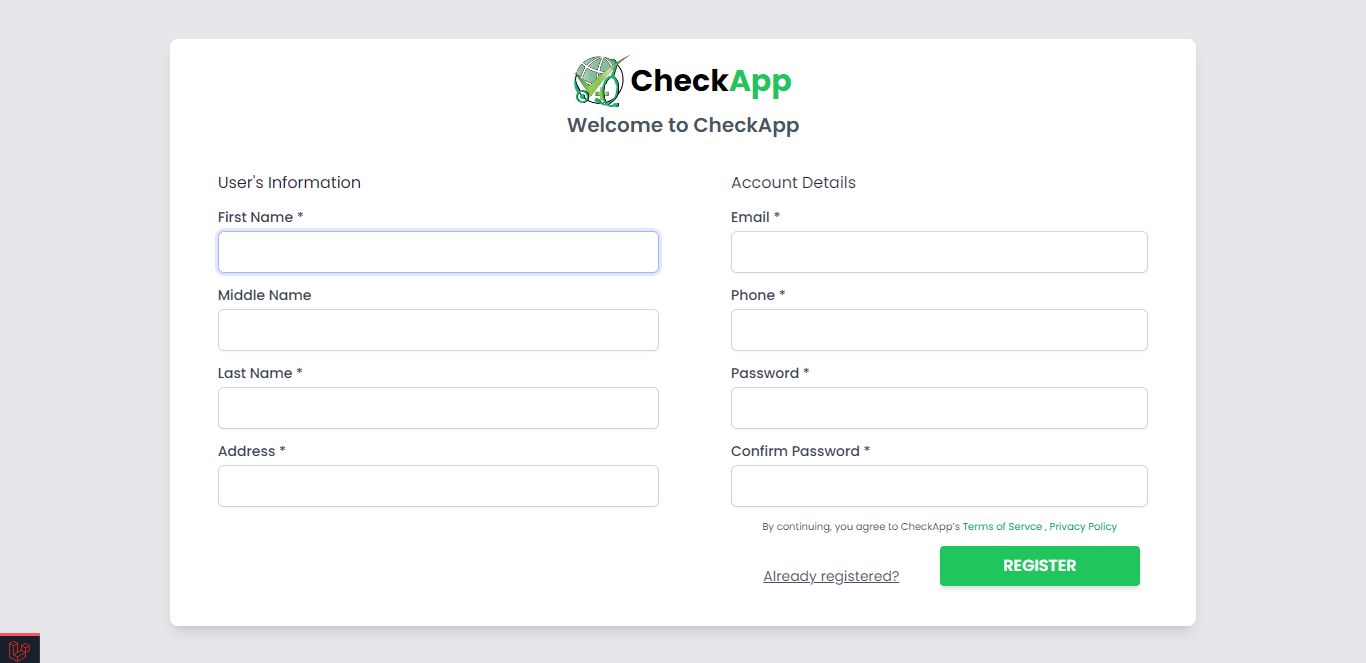 CheckApp
Welcome to CheckApp
User's Information
First Name *
Middle Name
Last Name *
Address *
Account Details
Email *
Phone *
Password *
Confirm Password *
By continuing, you agree to CheckApp's Terms of Servce , Privacy Policy
Already registered?
REGISTER